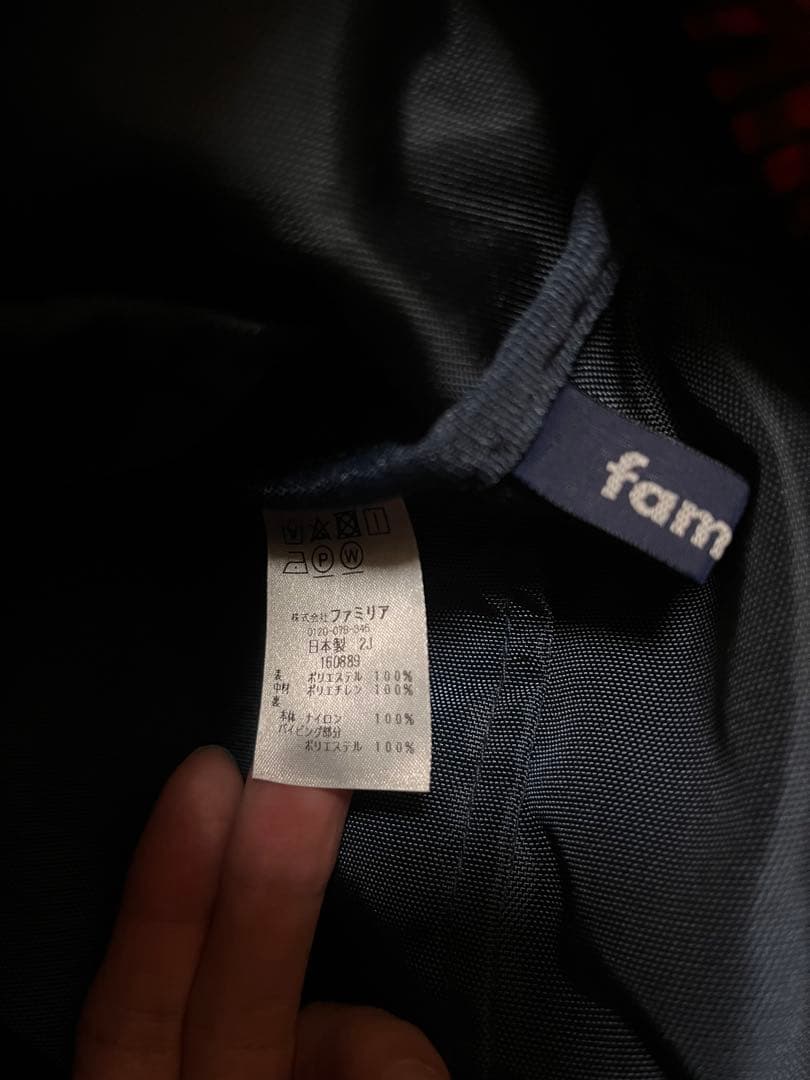 P W
株式会社 ファミリア
0120-078-345
日本製 2J
160889
表 ポリエステル 100%
中材 ポリエチレン 100%
裏
本体 ナイロン 100%
パイピング部分
ポリエステル 100%
fam